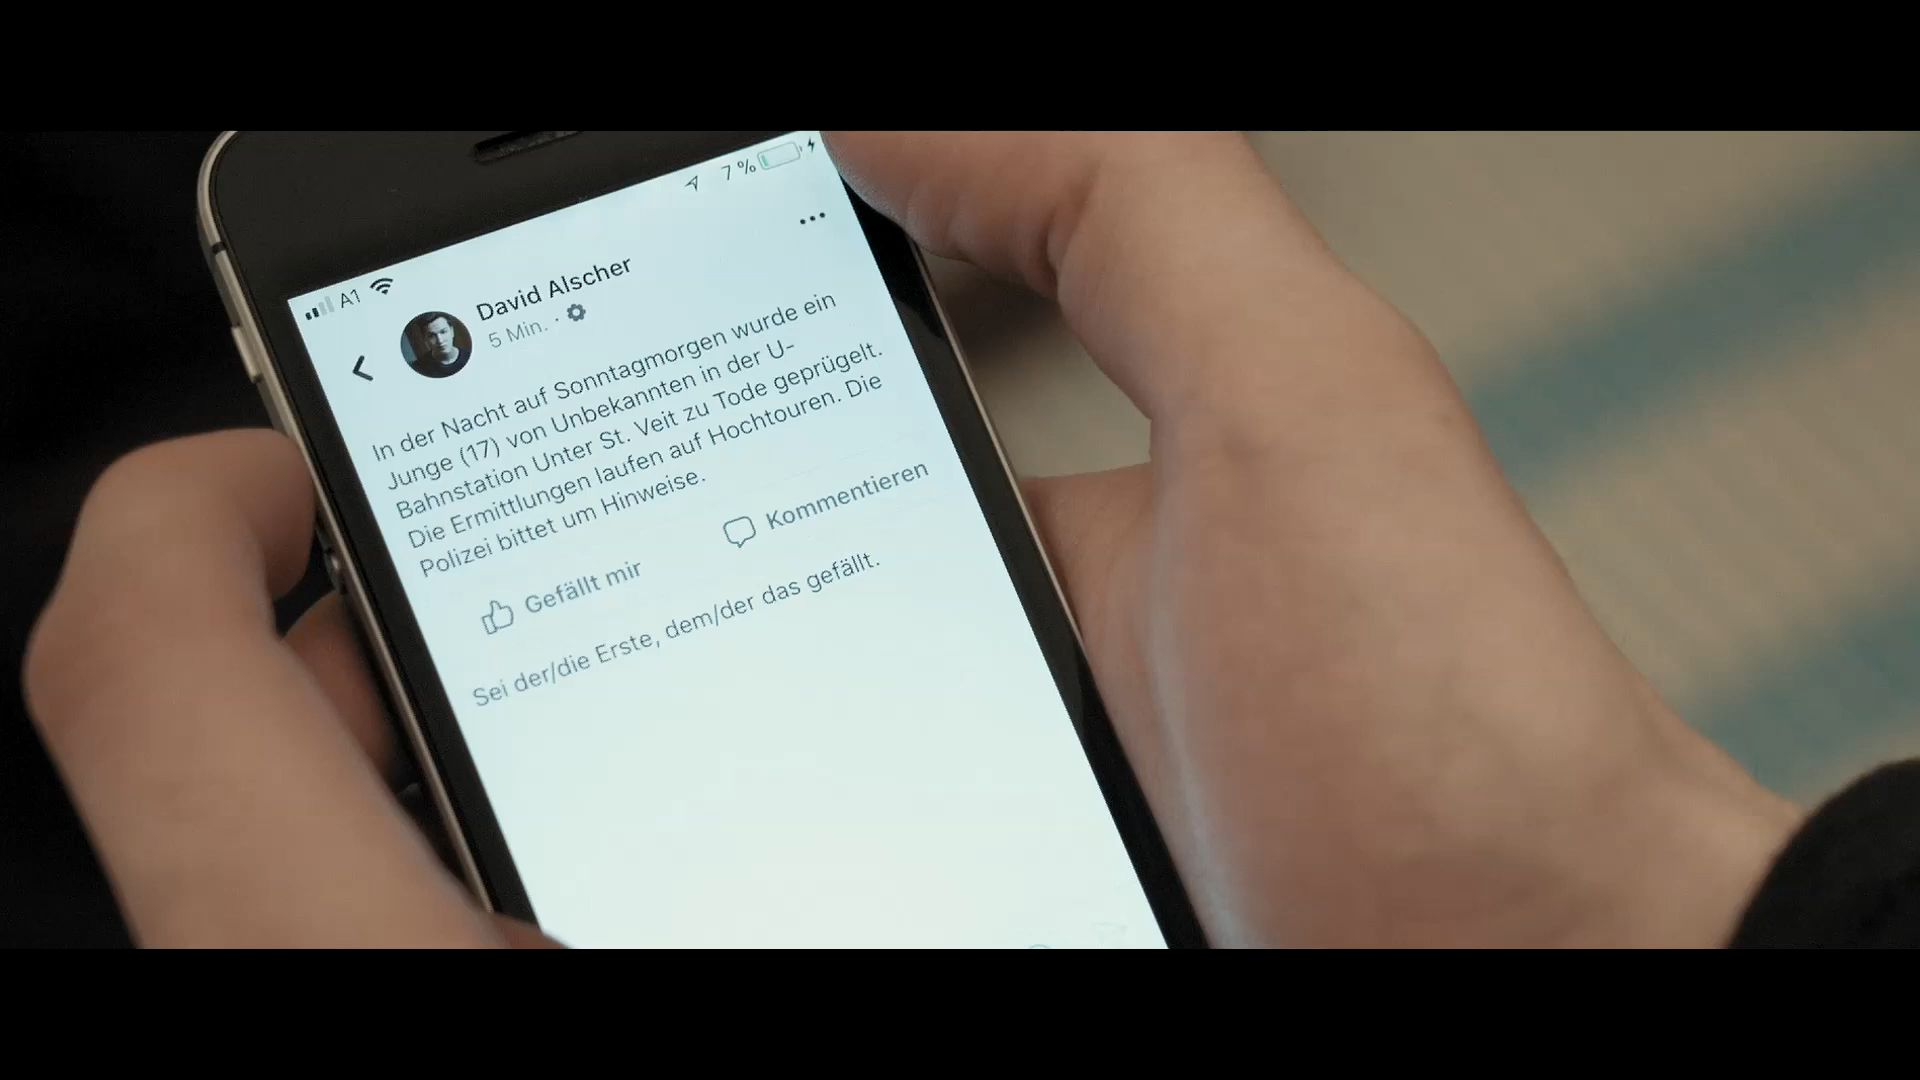 A1 7 %
David Alscher
5 Min. ·
In der Nacht auf Sonntagmorgen wurde ein
Junge (17) von Unbekannten in der U-
Bahnstation Unter St. Veit zu Tode geprügelt.
Die Ermittlungen laufen auf Hochtouren. Die
Polizei bittet um Hinweise.
Gefällt mir Kommentieren
Sei der/die Erste, dem/der das gefällt.